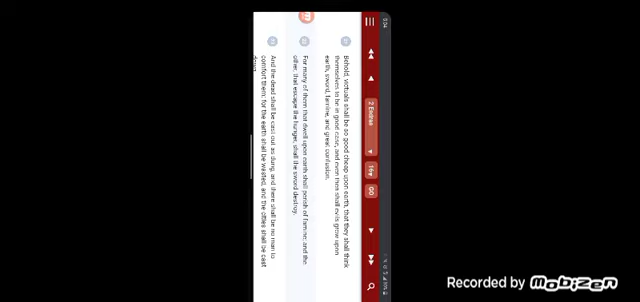 2 Esdras
16
GO
Behold, victuals shall be so good cheap upon earth, that they shall think
themselves to be in good case, and even then shall evils grow upon
earth, sword, famine, and great confusion.
For many of them that dwell upon earth shall perish of famine; and the
other, that escape the hunger, shall the sword destroy.
And the dead shall be cast out as dung, and there shall be no man to
comfort them: for the earth shall be wasted, and the cities shall be cast
down.
Recorded by Mobizen